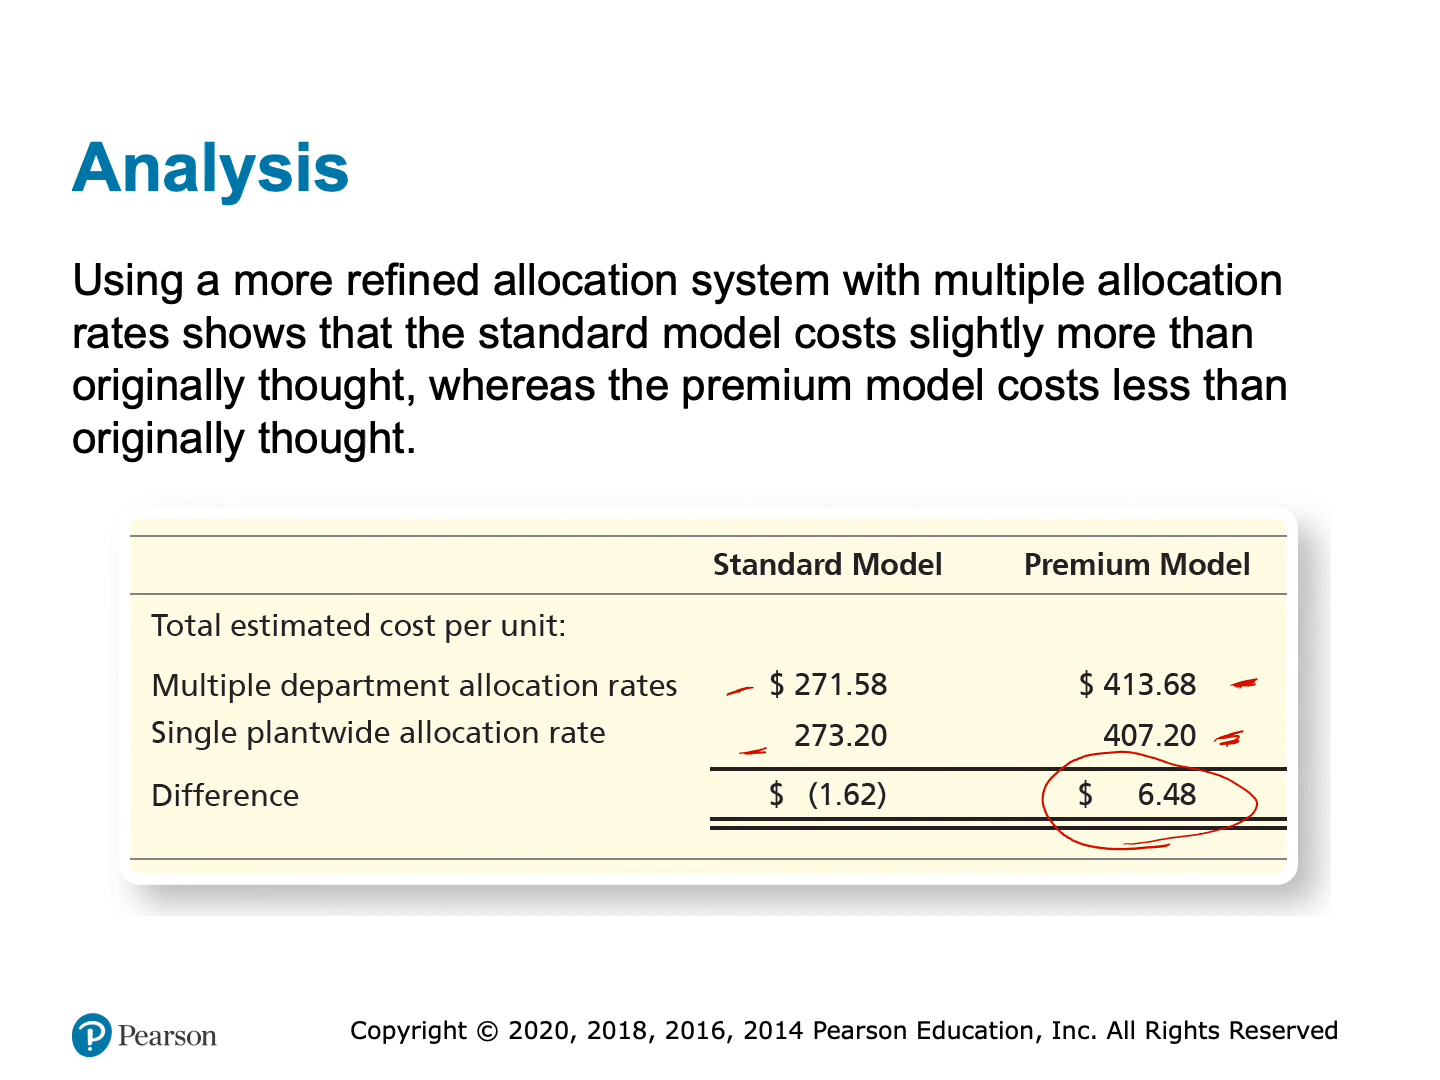 Analysis
Using a more refined allocation system with multiple allocation
rates shows that the standard model costs slightly more than
originally thought, whereas the premium model costs less than
originally thought.
Standard Model Premium Model
Total estimated cost per unit:
Multiple department allocation rates $ 271.58 $ 413.68
Single plantwide allocation rate 273.20 407.20
Difference $ (1.62) $ 6.48
Pearson Copyright © 2020, 2018, 2016, 2014 Pearson Education, Inc. All Rights Reserved